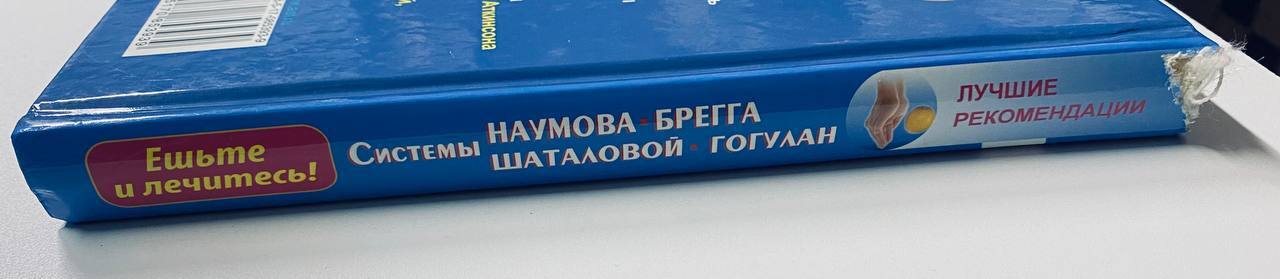 Аткинсона
Ешьте
и лечитесь!
Системы НАУМОВА · БРЕГГА
ШАТАЛОВОЙ · ГОГУЛАН
ЛУЧШИЕ
РЕКОМЕНДАЦИИ